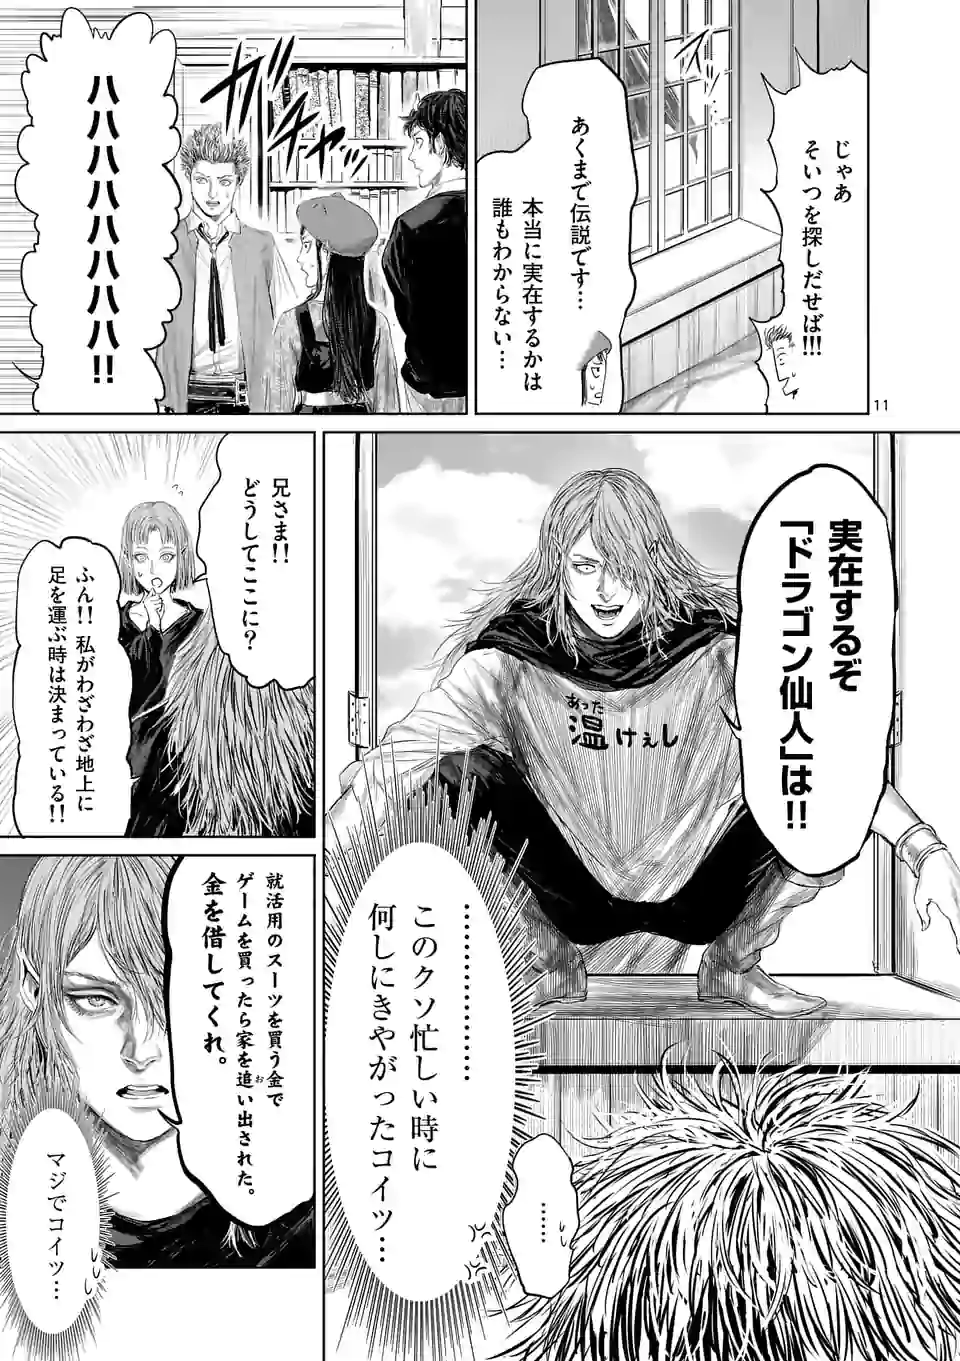 じゃあ
そいつを探しだせば!!!
あくまで伝説です…
本当に実在するかは
誰もわからない…
11
ガチャッ
ハハハハハハハ!!
実在するぞ
「ドラゴン仙人」は!!
あった
温けぇし
………………
このクソ忙しい時に
何しにきやがったコイツ…
……
兄さま!!
どうしてここに?
ふん!! 私がわざわざ地上に
足を運ぶ時は決まっている!!
就活用のスーツを買う金で
ゲームを買ったら家を追い出された。
お
金を借してくれ。
マジでコイツ…